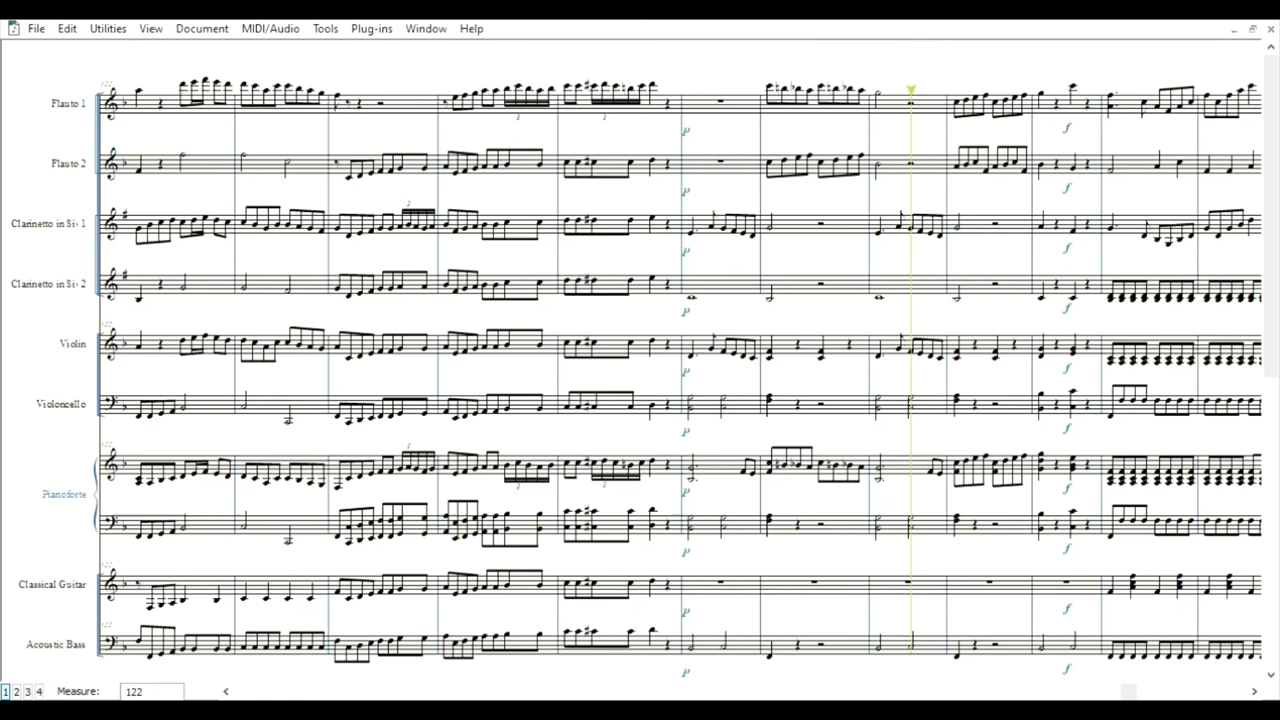 File Edit Utilities View Document MIDI/Audio Tools Plug-ins Window Help
Flauto 1
Flauto 2
p f
Clarinetto in Si♭ 1
p f
Clarinetto in Si♭ 2
p f
Violin
p f
Violoncello
p f
Pianoforte
p f
p f
Classical Guitar
p f
Acoustic Bass
p f
1 2 3 4 Measure: 122 < >